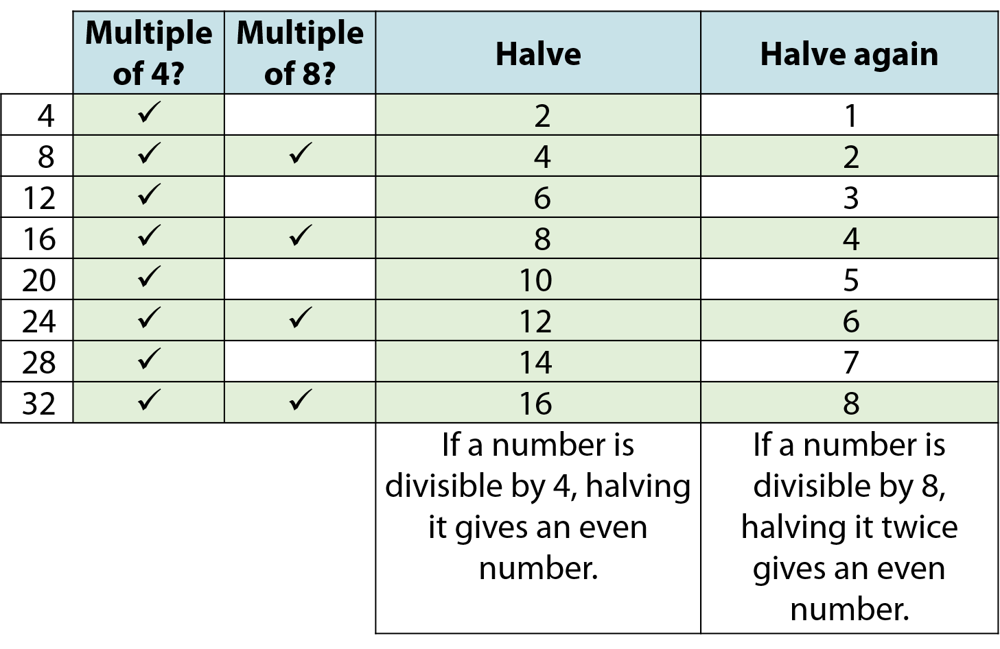 Multiple of 4? Multiple of 8? Halve Halve again
4 ✓ 2 1
8 ✓ ✓ 4 2
12 ✓ 6 3
16 ✓ ✓ 8 4
20 ✓ 10 5
24 ✓ ✓ 12 6
28 ✓ 14 7
32 ✓ ✓ 16 8
If a number is
divisible by 4, halving
it gives an even
number.
If a number is
divisible by 8,
halving it twice
gives an even
number.